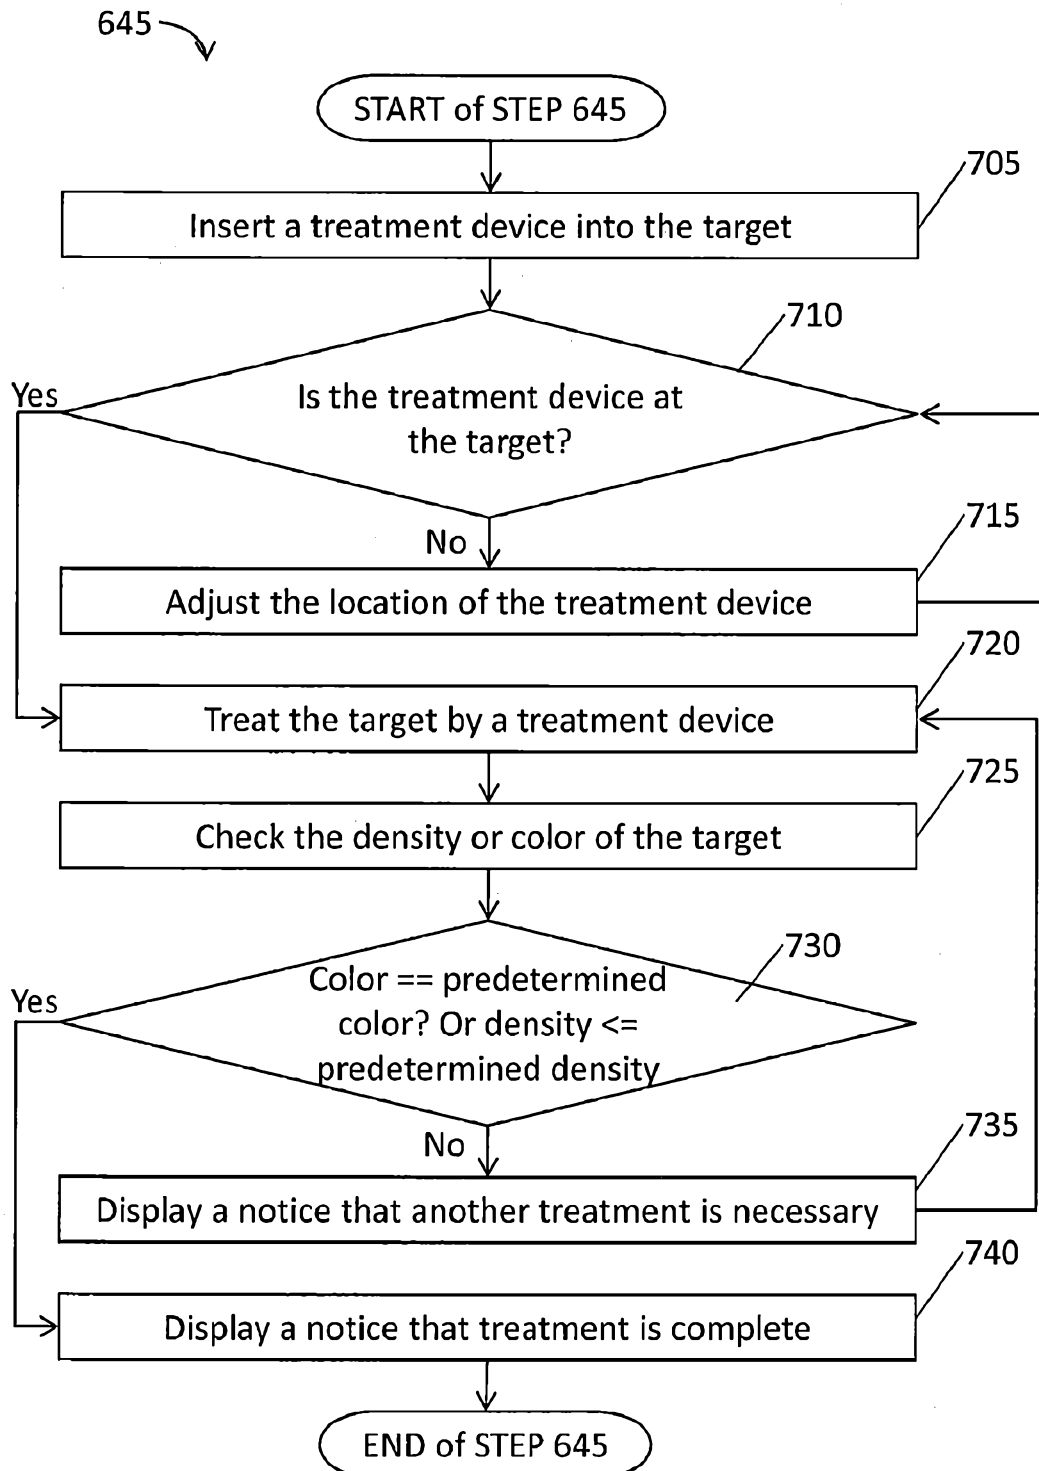 645
START of STEP 645
705
Insert a treatment device into the target
710
Yes
Is the treatment device at
the target?
No
715
Adjust the location of the treatment device
720
Treat the target by a treatment device
725
Check the density or color of the target
730
Yes
Color == predetermined
color? Or density <=
predetermined density
No
735
Display a notice that another treatment is necessary
740
Display a notice that treatment is complete
END of STEP 645